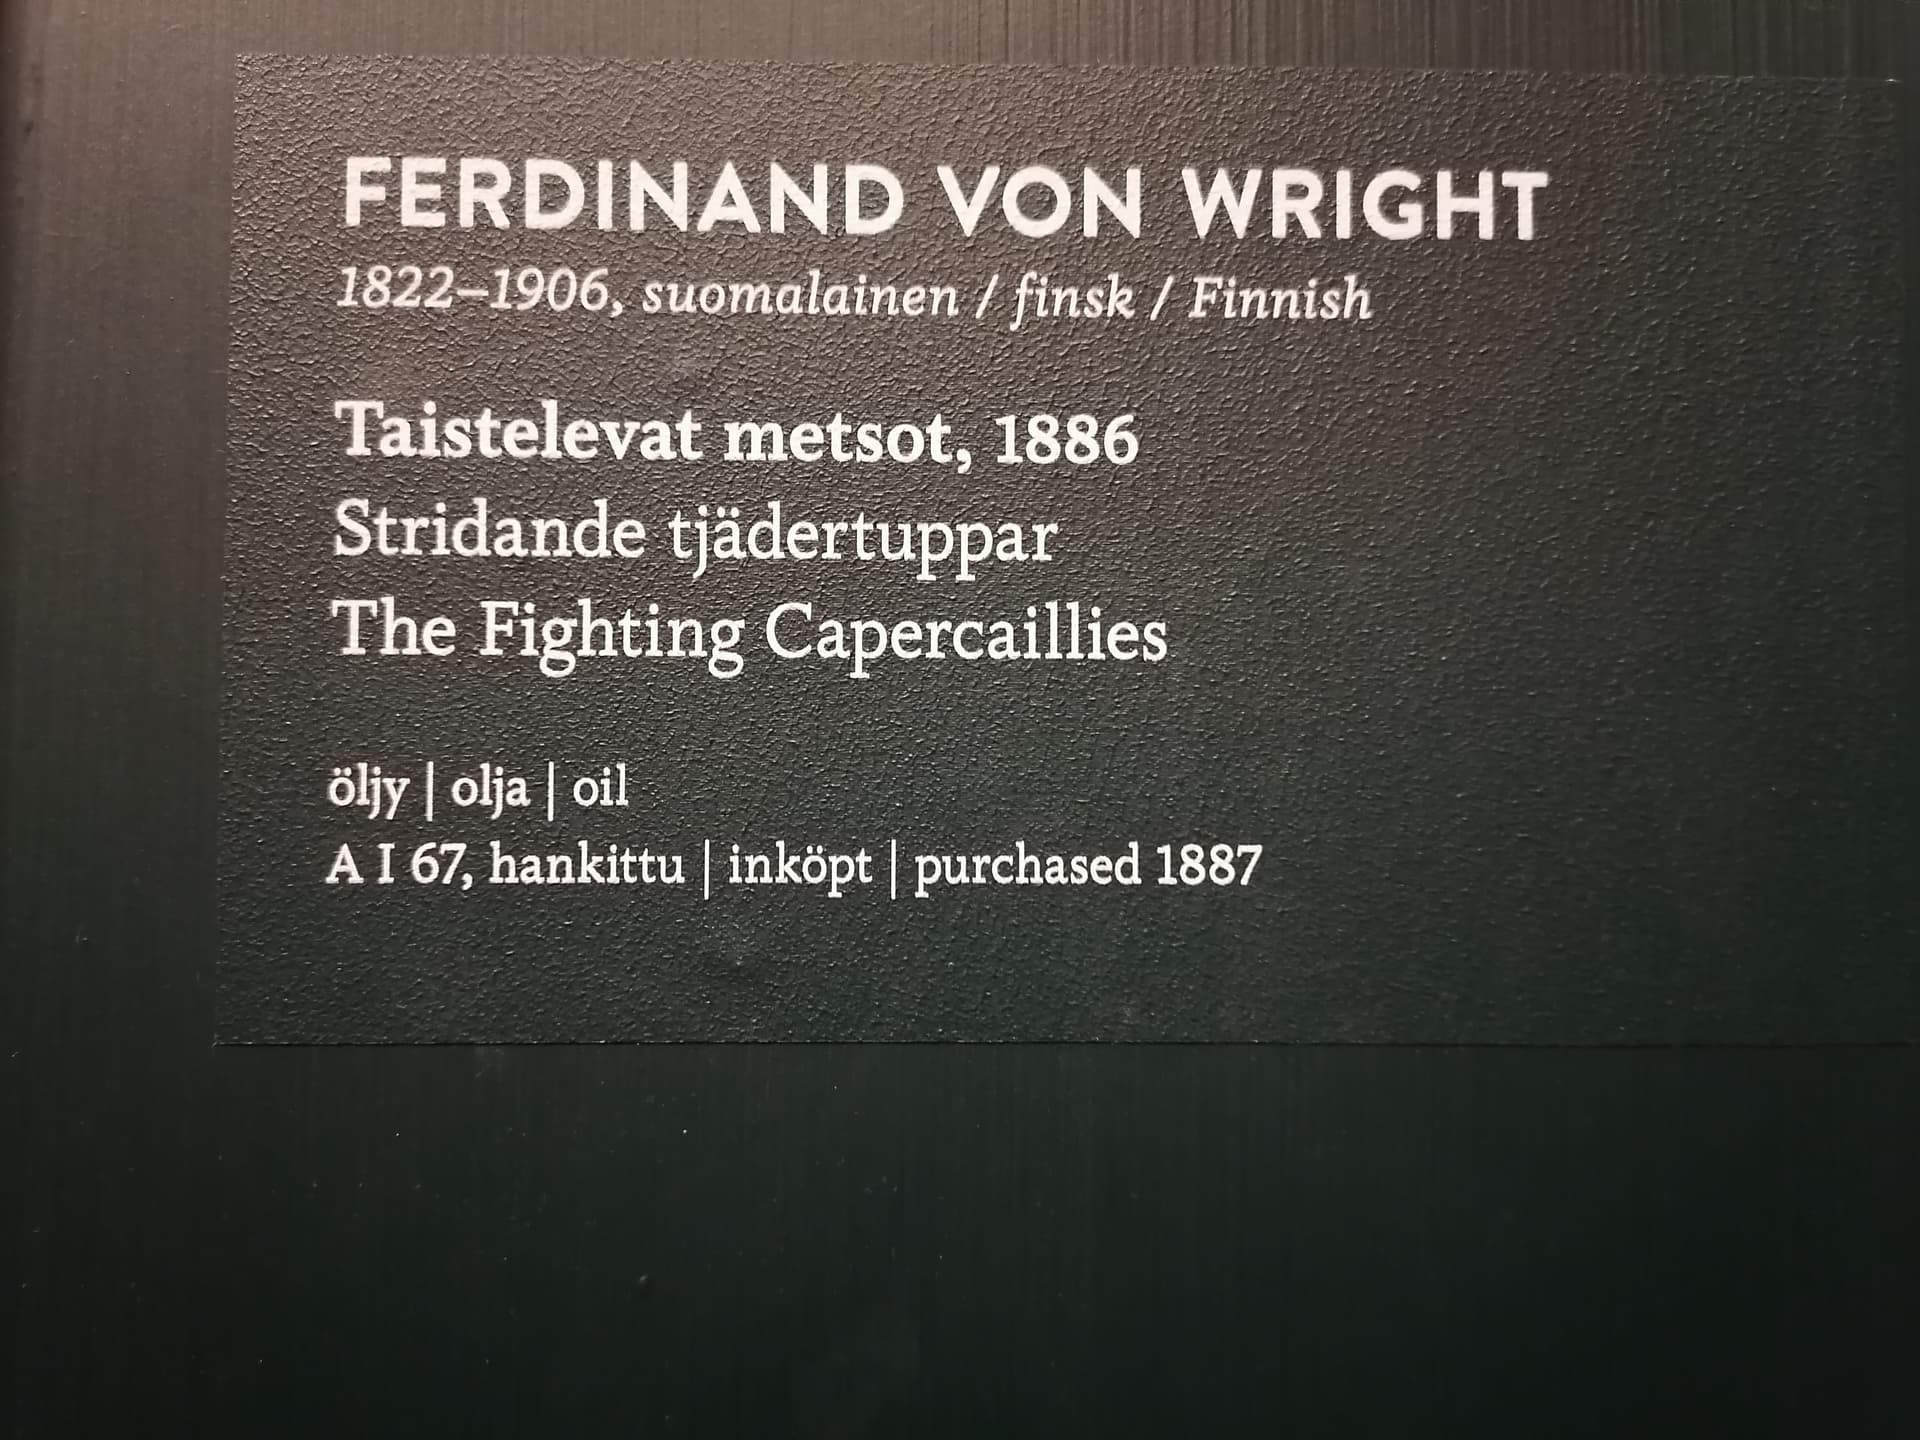 FERDINAND VON WRIGHT
1822–1906, suomalainen / finsk / Finnish
Taistelevat metsot, 1886
Stridande tjädertuppar
The Fighting Capercaillies
öljy | olja | oil
A I 67, hankittu | inköpt | purchased 1887